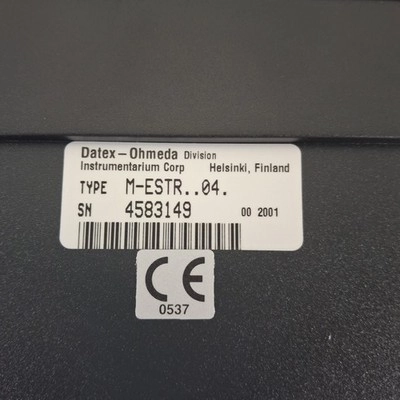 Datex-Ohmeda Division
Instrumentarium Corp Helsinki, Finland
TYPE M-ESTR..04.
SN 4583149 00 2001
CE
0537